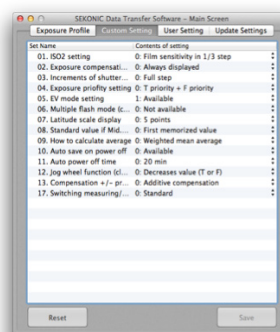 SEKONIC Data Transfer Software – Main Screen
Exposure Profile Custom Setting User Setting Update Settings
Set Name Contents of setting
01. ISO2 setting 0: Film sensitivity in 1/3 step
02. Exposure compensati... 0: Always displayed
03. Increments of shutter... 0: Full step
04. Exposure priofity setting 0: T priority + F priority
05. EV mode setting 1: Available
06. Multiple flash mode (c... 0: Not available
07. Latitude scale display 0: 5 points
08. Standard value if Mid.... 0: First memorized value
09. How to calculate average 0: Weighted mean average
10. Auto save on power off 0: Available
11. Auto power off time 0: 20 min
12. Jog wheel function (cl... 0: Decreases value (T or F)
13. Compensation +/- pr... 0: Additive compensation
17. Switching measuring/... 0: Standard
Reset Save